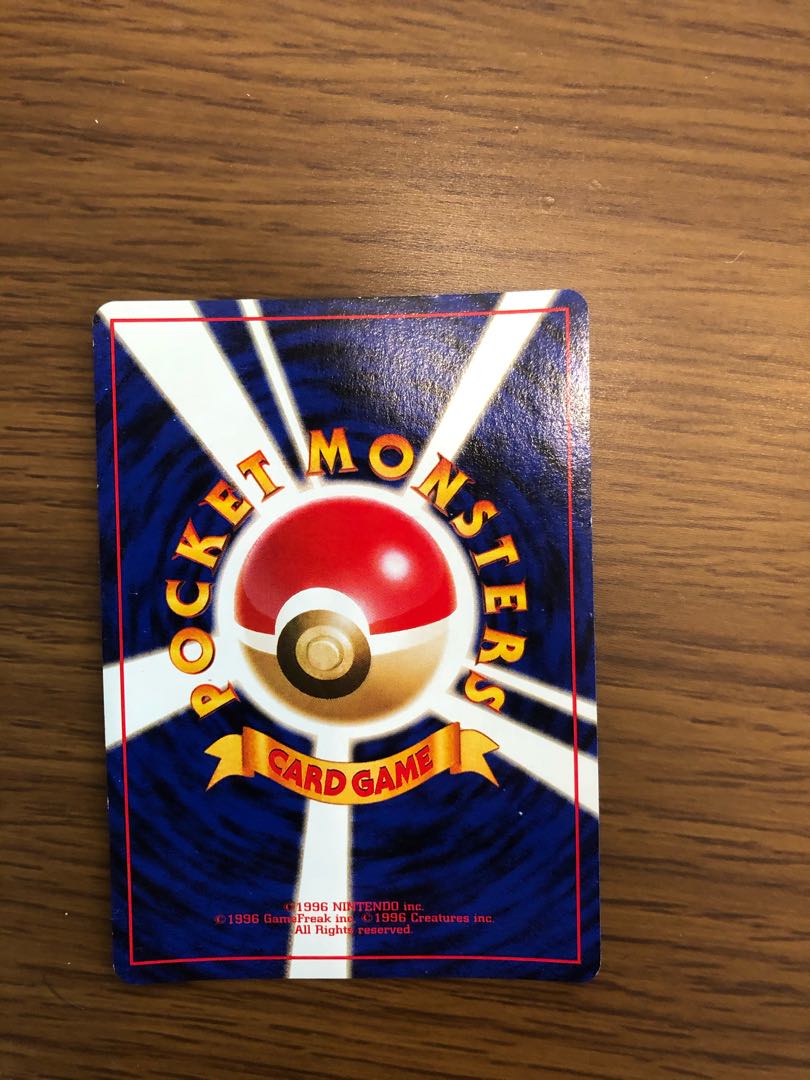 POCKET MONSTERS
CARD GAME
©1996 NINTENDO inc.
©1996 GameFreak inc. ©1996 Creatures inc.
All Rights reserved.